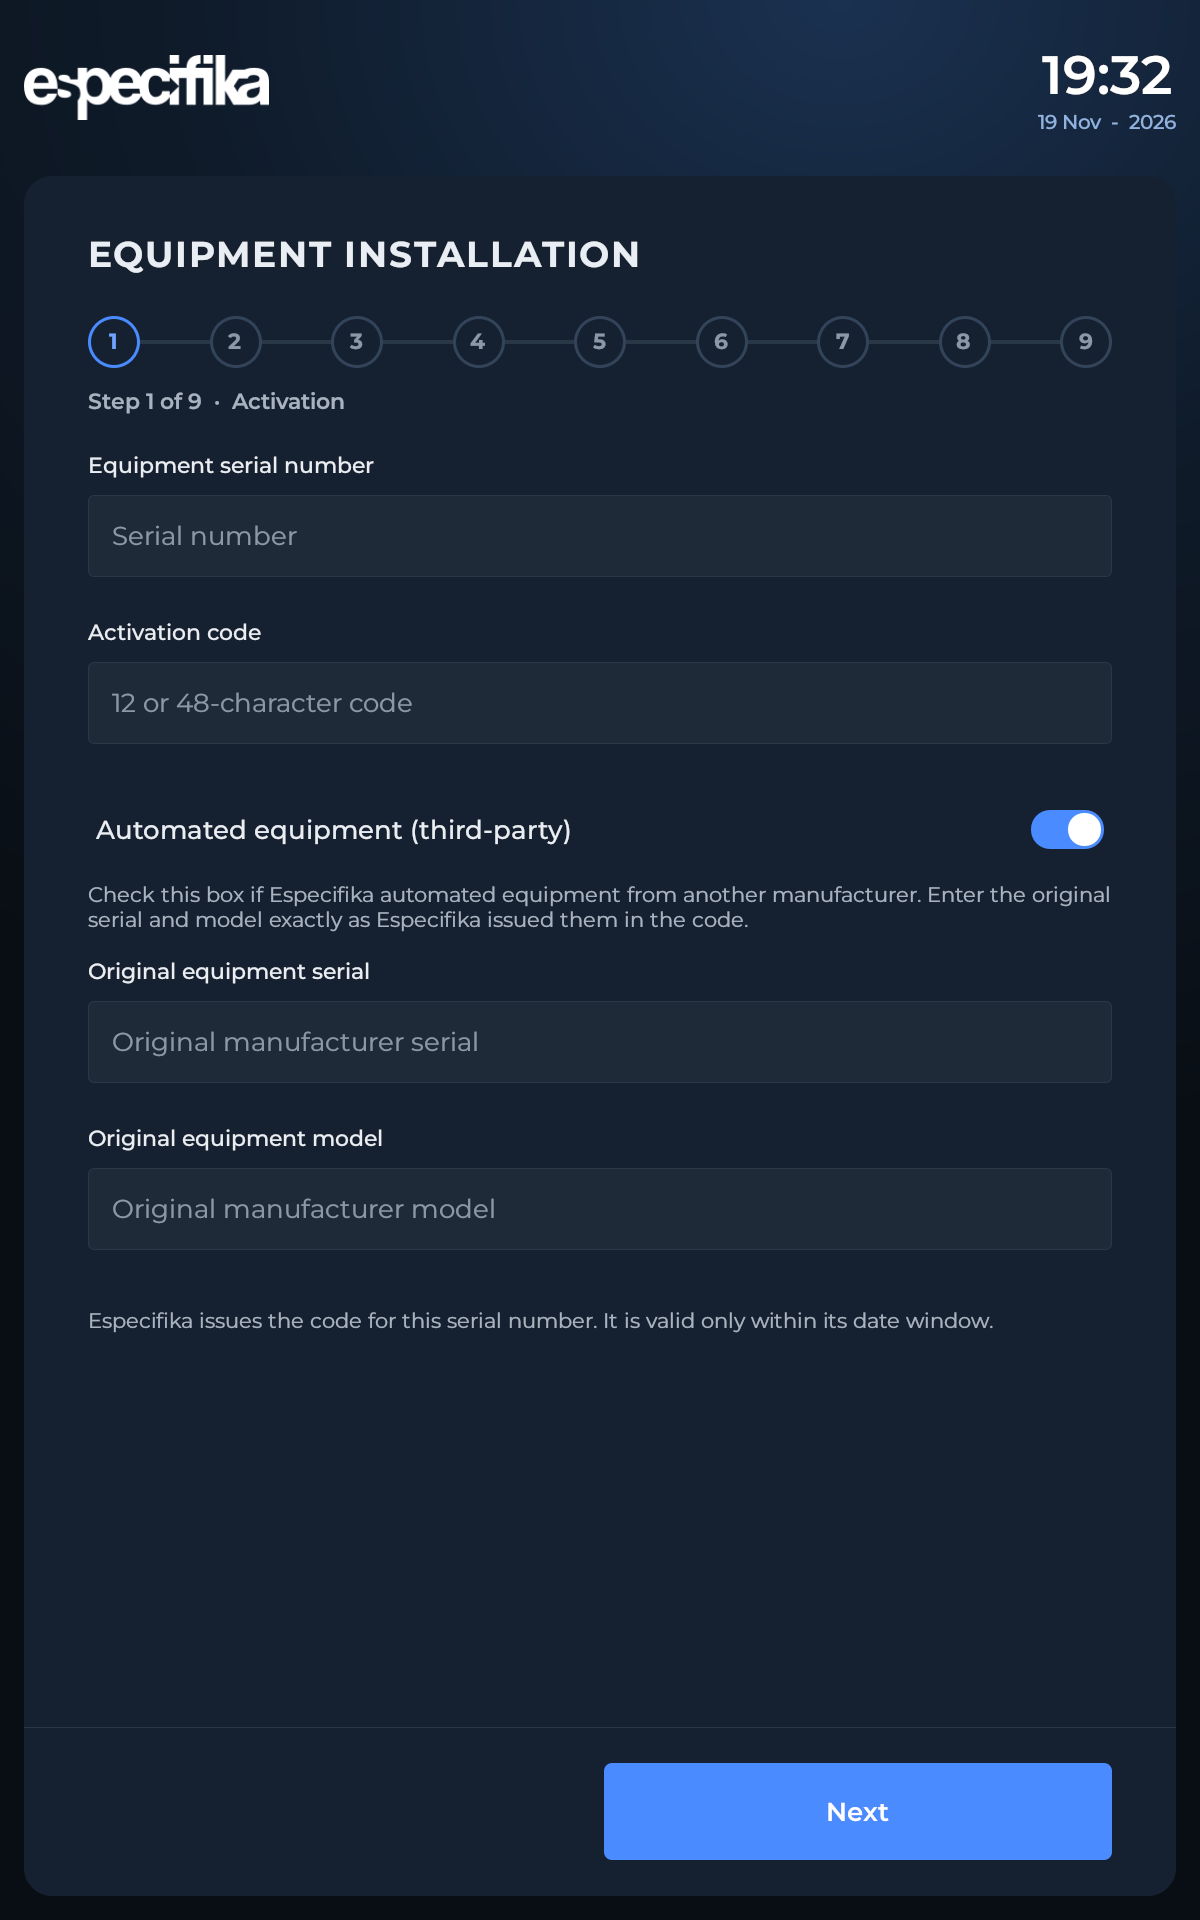 especifika
19:32
19 Nov - 2026
EQUIPMENT INSTALLATION
1 2 3 4 5 6 7 8 9
Step 1 of 9 · Activation
Equipment serial number
Serial number
Activation code
12 or 48-character code
Automated equipment (third-party)
Check this box if Especifika automated equipment from another manufacturer. Enter the original
serial and model exactly as Especifika issued them in the code.
Original equipment serial
Original manufacturer serial
Original equipment model
Original manufacturer model
Especifika issues the code for this serial number. It is valid only within its date window.
Next